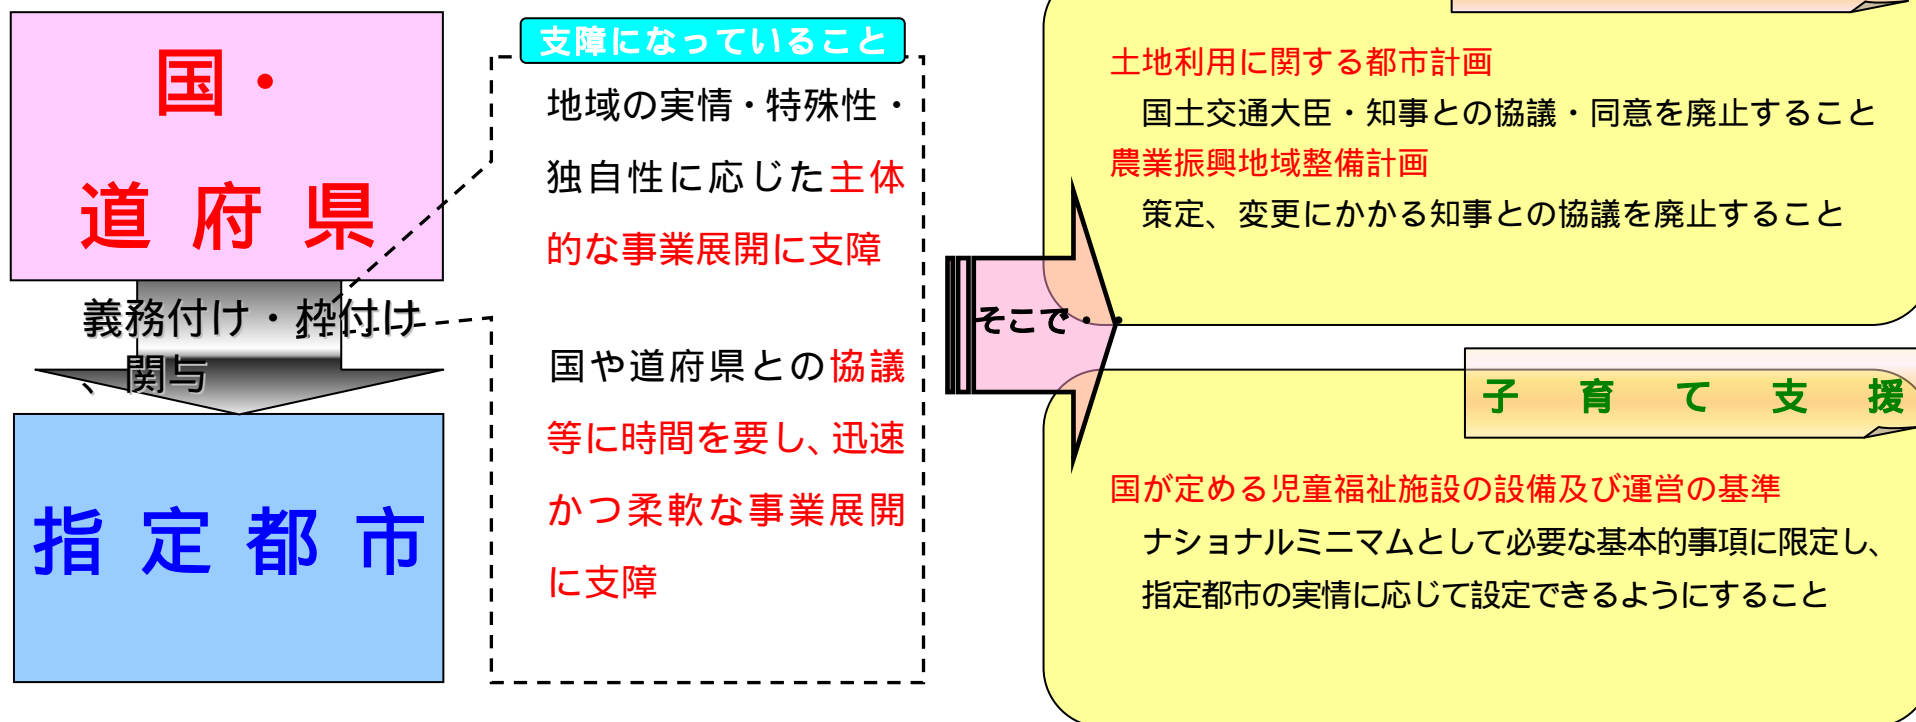 国・
道府県
義務付け・枠付け
、関与
指定都市
支障になっていること
地域の実情・特殊性・
独自性に応じた主体
的な事業展開に支障
国や道府県との協議
等に時間を要し、迅速
かつ柔軟な事業展開
に支障
そこで・・
土地利用に関する都市計画
国土交通大臣・知事との協議・同意を廃止すること
農業振興地域整備計画
策定、変更にかかる知事との協議を廃止すること
子育て支援
国が定める児童福祉施設の設備及び運営の基準
ナショナルミニマムとして必要な基本的事項に限定し、
指定都市の実情に応じて設定できるようにすること